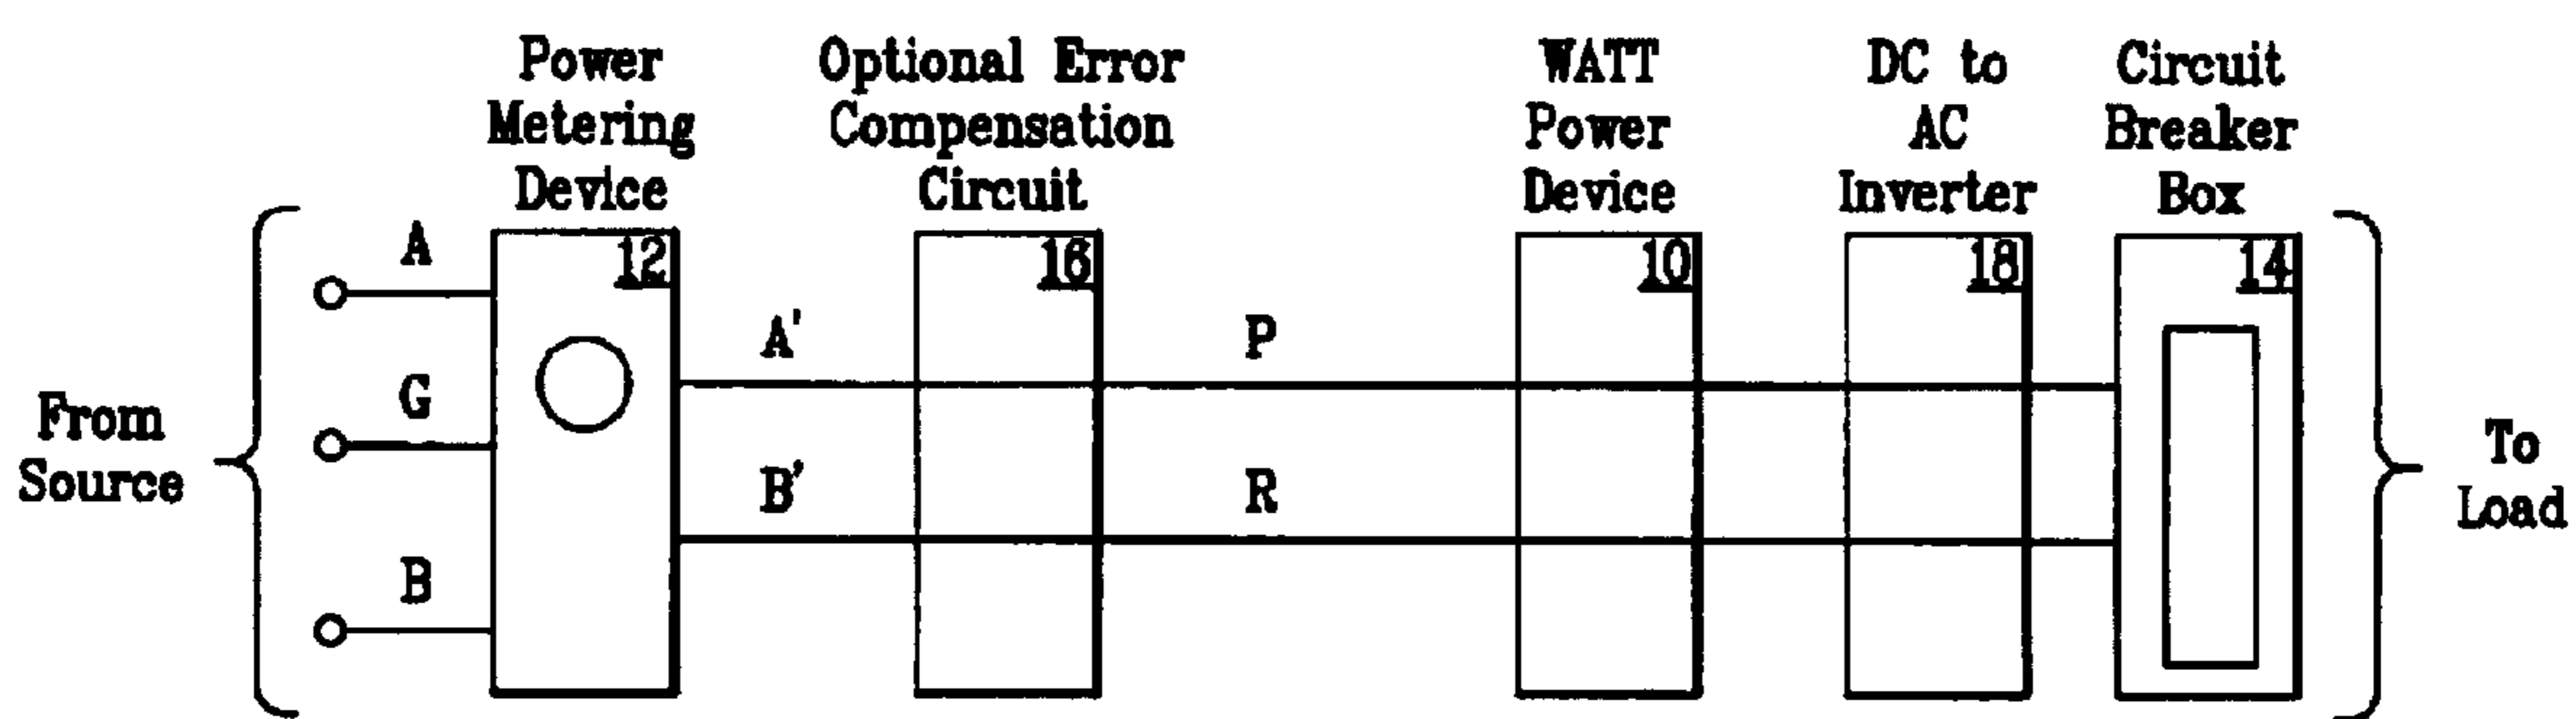 Power
Metering
Device
Optional Error
Compensation
Circuit
WATT
Power
Device
DC to
AC
Inverter
Circuit
Breaker
Box
12
16
10
18
14
A
G
B
A'
B'
P
R
From
Source
To
Load